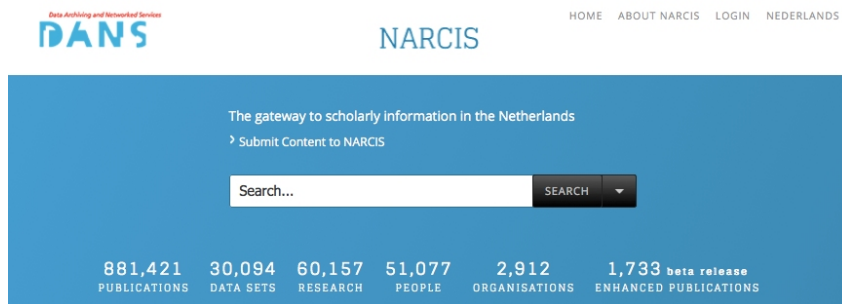 Data Archiving and Networked Services
DANS
NARCIS
HOME ABOUT NARCIS LOGIN NEDERLANDS
The gateway to scholarly information in the Netherlands
Submit Content to NARCIS
Search... SEARCH
881,421 30,094 60,157 51,077 2,912 1,733 beta release
PUBLICATIONS DATA SETS RESEARCH PEOPLE ORGANISATIONS ENHANCED PUBLICATIONS